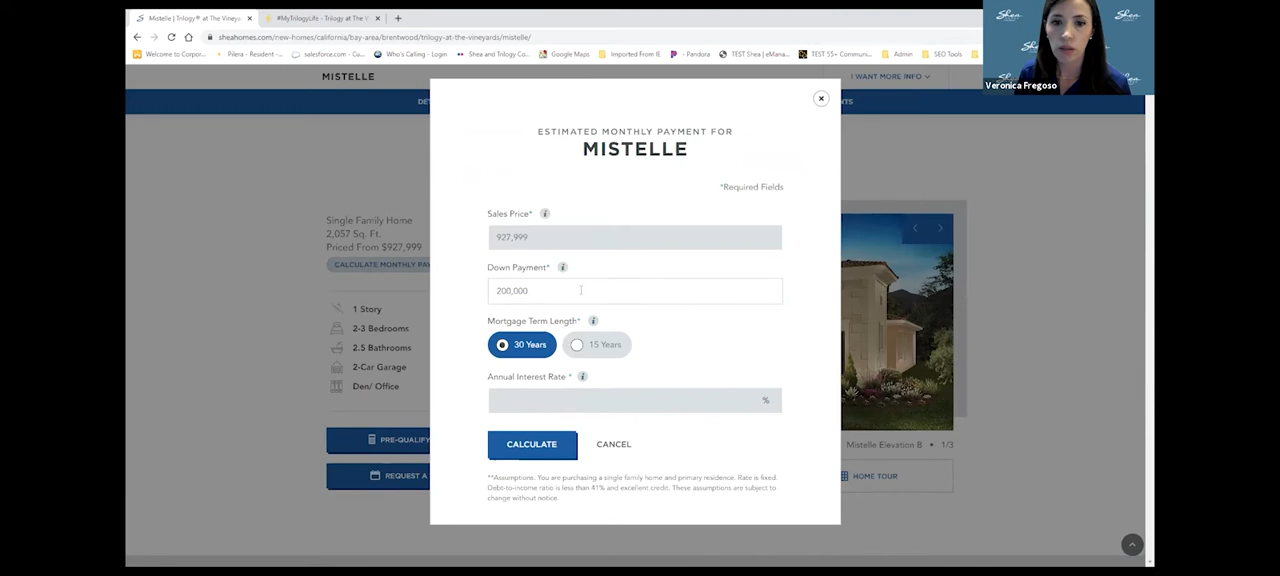 Mistelle | Trilogy® at The Vineya
#MyTrilogyLife - Trilogy at The V
sheahomes.com/new-homes/california/bay-area/brentwood/trilogy-at-the-vineyards/mistelle/
Welcome to Corpor...
Pilera - Resident -...
salesforce.com - Cu...
Who's Calling - Login
Shea and Trilogy Co...
Google Maps
Imported From IE
- Pandora
TEST Shea | eMana...
TEST 55+ Communi...
Admin
SEO Tools
Shea
Shea
Veronica Fregoso
MISTELLE
I WANT MORE INFO
DET
NTS
ESTIMATED MONTHLY PAYMENT FOR
MISTELLE
*Required Fields
Sales Price*
927,999
Down Payment*
200,000
Mortgage Term Length*
30 Years
15 Years
Annual Interest Rate *
%
CALCULATE
CANCEL
**Assumptions. You are purchasing a single family home and primary residence. Rate is fixed.
Debt-to-income ratio is less than 41% and excellent credit. These assumptions are subject to
change without notice.
Single Family Home
2,057 Sq. Ft.
Priced From $927,999
CALCULATE MONTHLY PAY
1 Story
2-3 Bedrooms
2.5 Bathrooms
2-Car Garage
Den/ Office
PRE-QUALIFY
REQUEST A
Mistelle Elevation B • 1/3
HOME TOUR